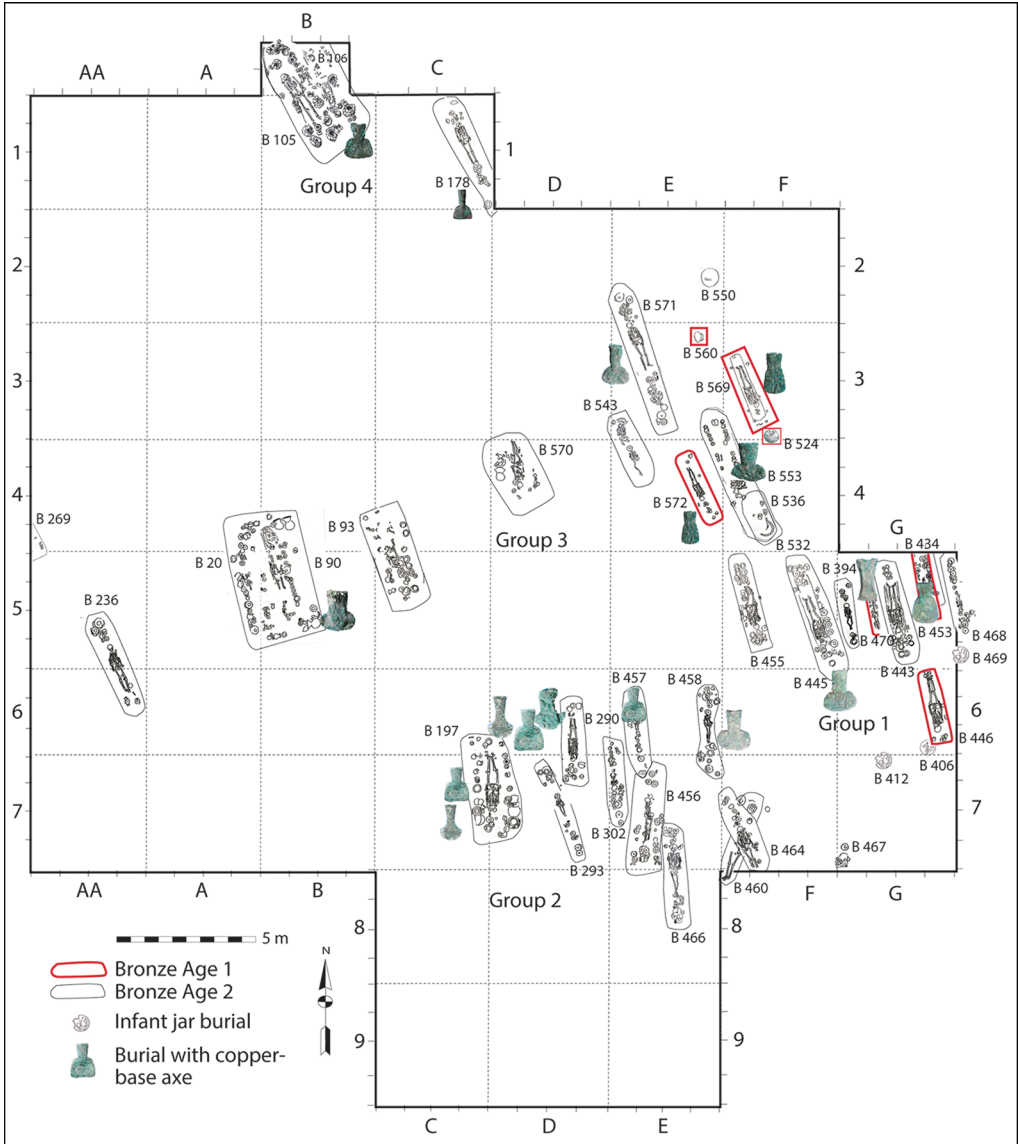 B
AA
A
C
B 106
B 105
1
1
Group 4
B 178
D
E
F
2
2
B 550
B 571
B 560
3
3
B 569
B 543
B 524
B 570
B 553
4
4
B 572
B 536
B 269
B 93
Group 3
B 532
G
B 434
B 20
B 90
B 394
B 236
5
5
B 453
B 468
B 470
B 469
B 455
B 445
B 443
B 457
B 458
6
6
B 197
B 290
Group 1
B 446
B 406
B 412
7
7
B 456
B 302
B 464
B 467
B 293
B 460
AA
A
B
F
G
Group 2
8
8
B 466
5 m
N
Bronze Age 1
Bronze Age 2
Infant jar burial
9
9
Burial with copper-
base axe
C
D
E